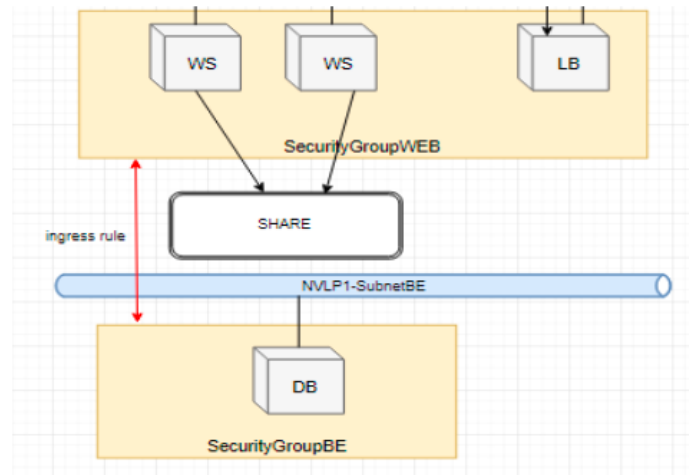 WS
WS
LB
SecurityGroupWEB
SHARE
ingress rule
NVLP1-SubnetBE
DB
SecurityGroupBE